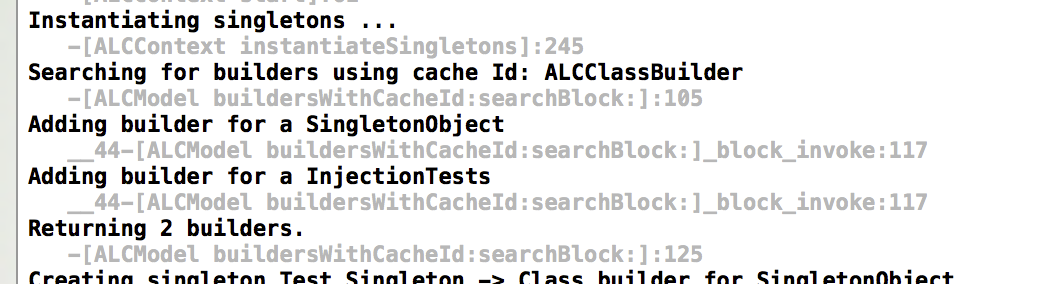 Instantiating singletons ...
-[ALCContext instantiateSingletons]:245
Searching for builders using cache Id: ALCClassBuilder
-[ALCModel buildersWithCacheId:searchBlock:]:105
Adding builder for a SingletonObject
__44-[ALCModel buildersWithCacheId:searchBlock:]_block_invoke:117
Adding builder for a InjectionTests
__44-[ALCModel buildersWithCacheId:searchBlock:]_block_invoke:117
Returning 2 builders.
-[ALCModel buildersWithCacheId:searchBlock:]:125
Creating singleton Test Singleton -> Class builder for SingletonObject